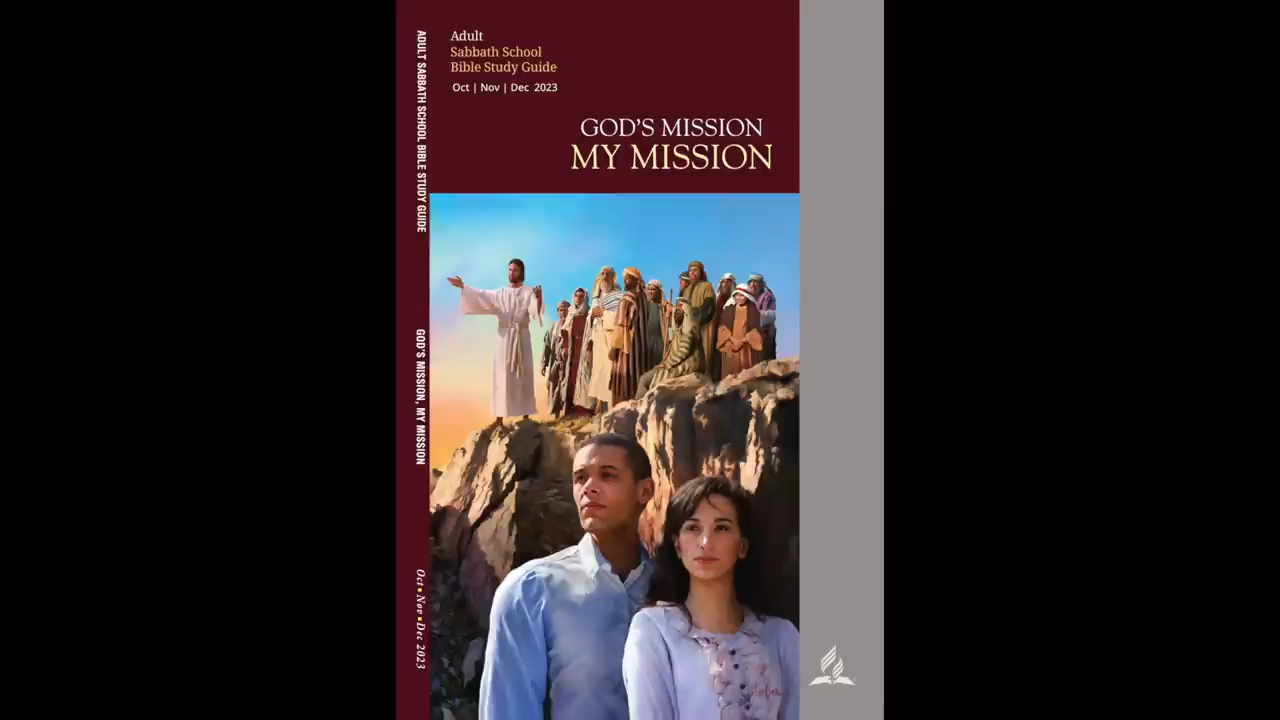 Adult
Sabbath School
Bible Study Guide
Oct | Nov | Dec 2023
GOD'S MISSION
MY MISSION
ADULT SABBATH SCHOOL BIBLE STUDY GUIDE
GOD'S MISSION, MY MISSION
Oct • Nov • Dec 2023